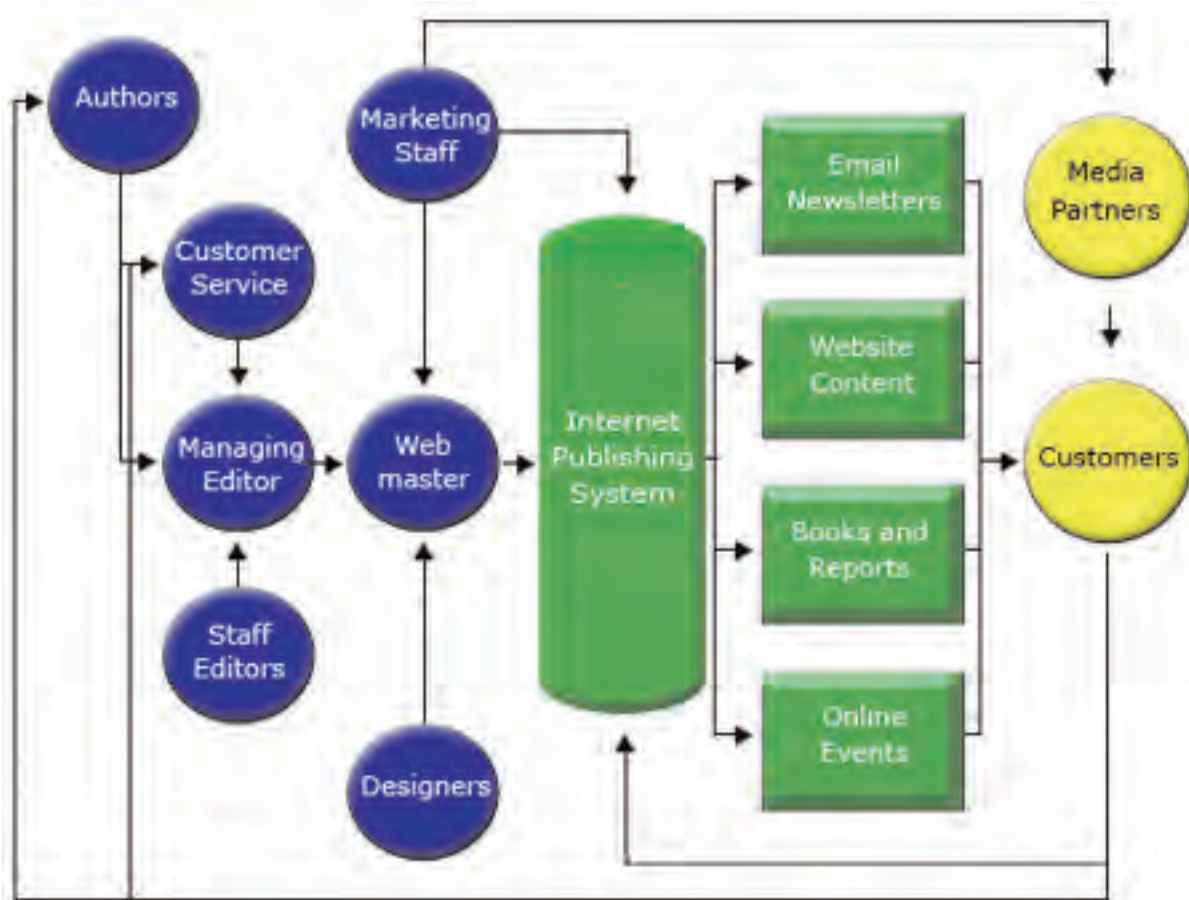 Authors
Marketing
Staff
Customer
Service
Managing
Editor
Web
master
Staff
Editors
Designers
Internet
Publishing
System
Email
Newsletters
Website
Content
Books and
Reports
Online
Events
Media
Partners
Customers